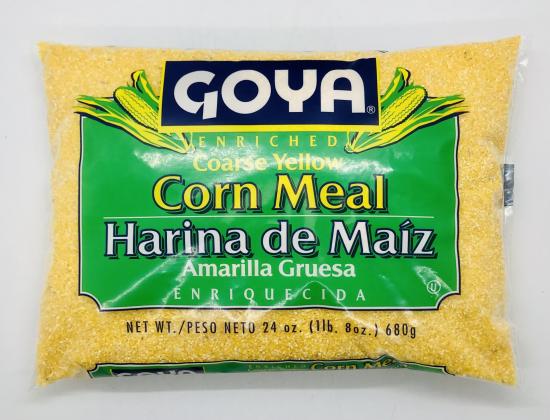 GOYA®
ENRICHED
Coarse Yellow
Corn Meal
Harina de Maíz
Amarilla Gruesa
ENRIQUECIDA
U
NET WT./PESO NETO 24 oz. (1lb. 8oz.) 680g
GOYA
ENRICHED
Corn Meal